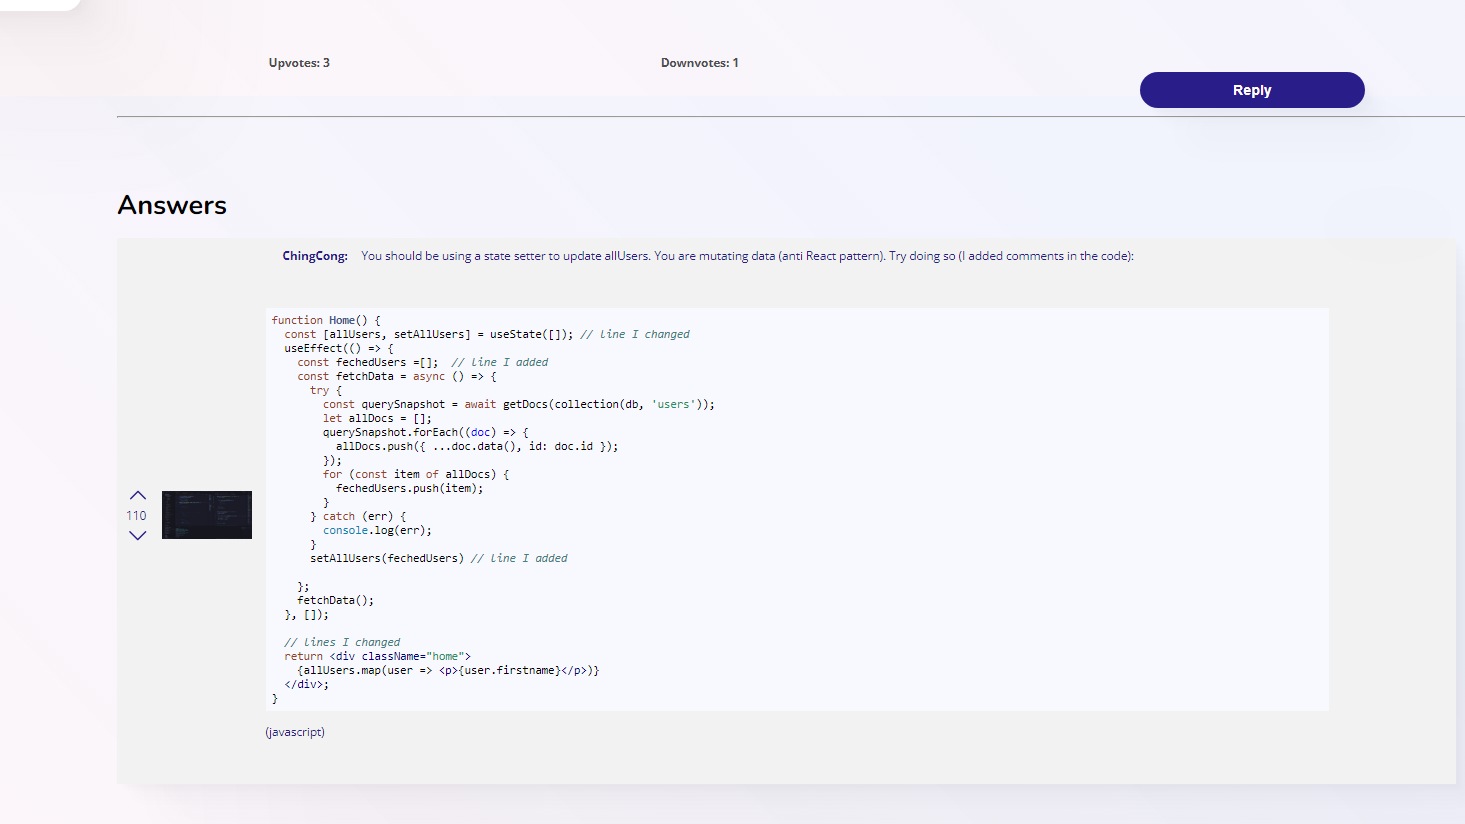 Upvotes: 3
Downvotes: 1
Reply
Answers
ChingCong: You should be using a state setter to update allUsers. You are mutating data (anti React pattern). Try doing so (I added comments in the code):
function Home() {
  const [allUsers, setAllUsers] = useState([]); // line I changed
  useEffect(() => {
    const fechedUsers =[];  // line I added
    const fetchData = async () => {
      try {
        const querySnapshot = await getDocs(collection(db, 'users'));
        let allDocs = [];
        querySnapshot.forEach((doc) => {
          allDocs.push({ ...doc.data(), id: doc.id });
        });
        for (const item of allDocs) {
          fechedUsers.push(item);
        }
      } catch (err) {
        console.log(err);
      }
      setAllUsers(fechedUsers) // line I added
    };
    fetchData();
  }, []);
  // lines I changed
  return <div className="home">
    {allUsers.map(user => <p>{user.firstname}</p>)}
  </div>;
}
110
(javascript)